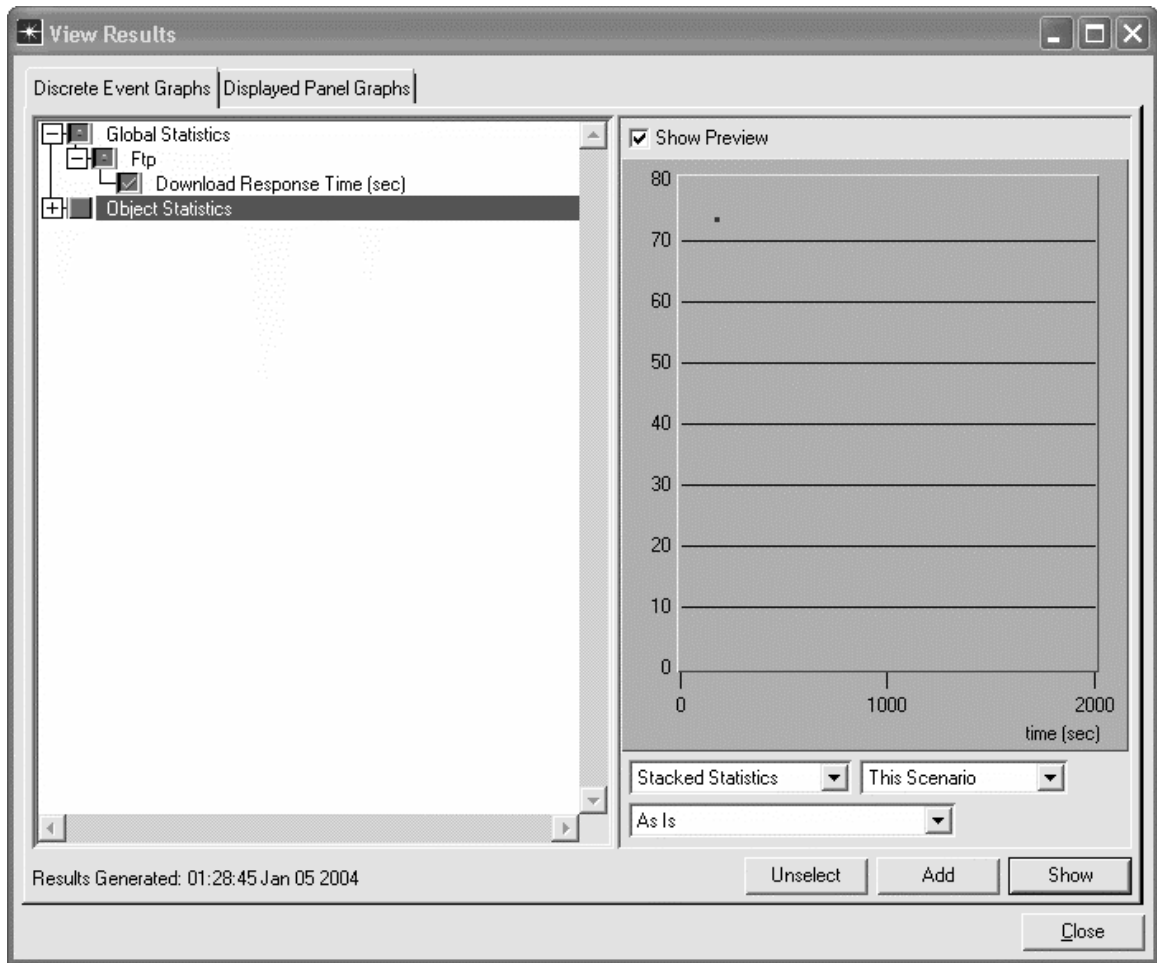 View Results
Discrete Event Graphs Displayed Panel Graphs
Global Statistics
Ftp
Download Response Time (sec)
Object Statistics
Show Preview
80
70
60
50
40
30
20
10
0
0 1000 2000
time (sec)
Stacked Statistics This Scenario
As Is
Results Generated: 01:28:45 Jan 05 2004
Unselect Add Show
Close